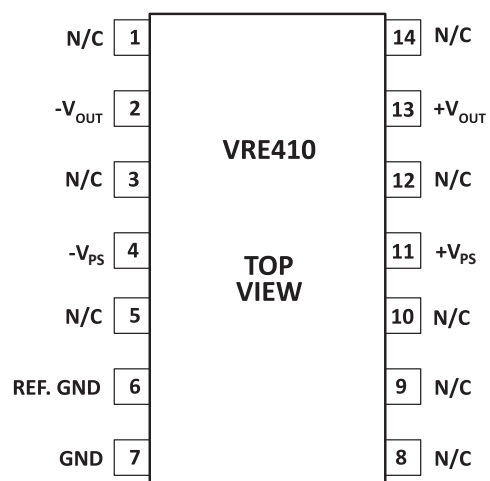 N/C 1 14 N/C
-VOUT 2 13 +VOUT
VRE410
N/C 3 12 N/C
-VPS 4 11 +VPS
TOP
VIEW
N/C 5 10 N/C
REF. GND 6 9 N/C
GND 7 8 N/C